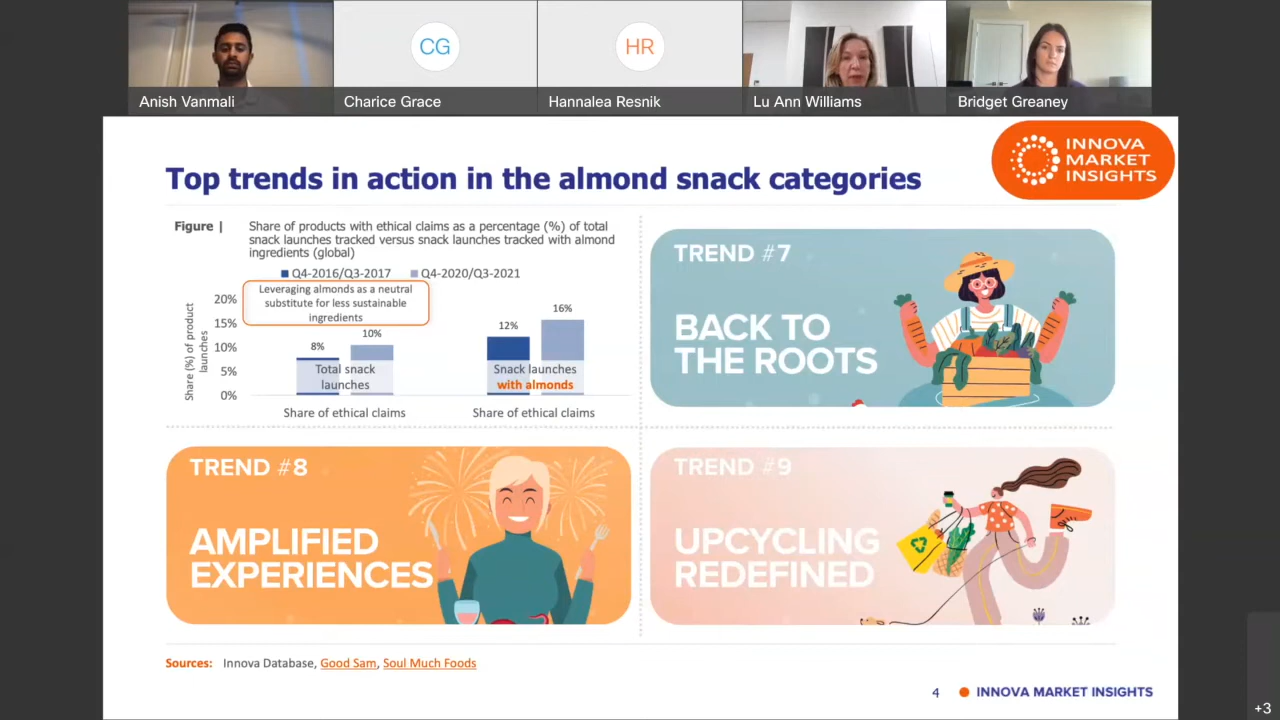 CG
HR
Anish Vanmali
Charice Grace
Hannalea Resnik
Lu Ann Williams
Bridget Greaney
INNOVA
MARKET
INSIGHTS
Top trends in action in the almond snack categories
Figure |
Share of products with ethical claims as a percentage (%) of total
snack launches tracked versus snack launches tracked with almond
ingredients (global)
Q4-2016/Q3-2017
Q4-2020/Q3-2021
Leveraging almonds as a neutral
substitute for less sustainable
ingredients
Share (%) of product
launches
20%
15%
10%
5%
0%
8%
10%
12%
16%
Total snack
launches
Snack launches
with almonds
Share of ethical claims
Share of ethical claims
TREND #7
BACK TO
THE ROOTS
TREND #8
AMPLIFIED
EXPERIENCES
TREND #9
UPCYCLING
REDEFINED
Sources: Innova Database, Good Sam, Soul Much Foods
4
INNOVA MARKET INSIGHTS
+3